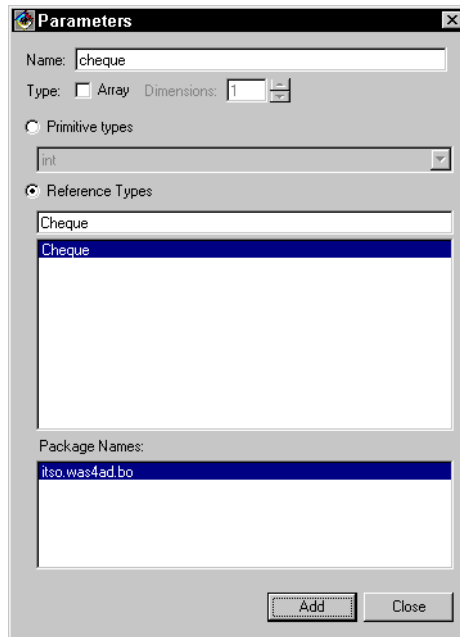 Parameters
Name: cheque
Type: Array Dimensions: 1
Primitive types
int
Reference Types
Cheque
Cheque
Package Names:
itso.was4ad.bo
Add Close